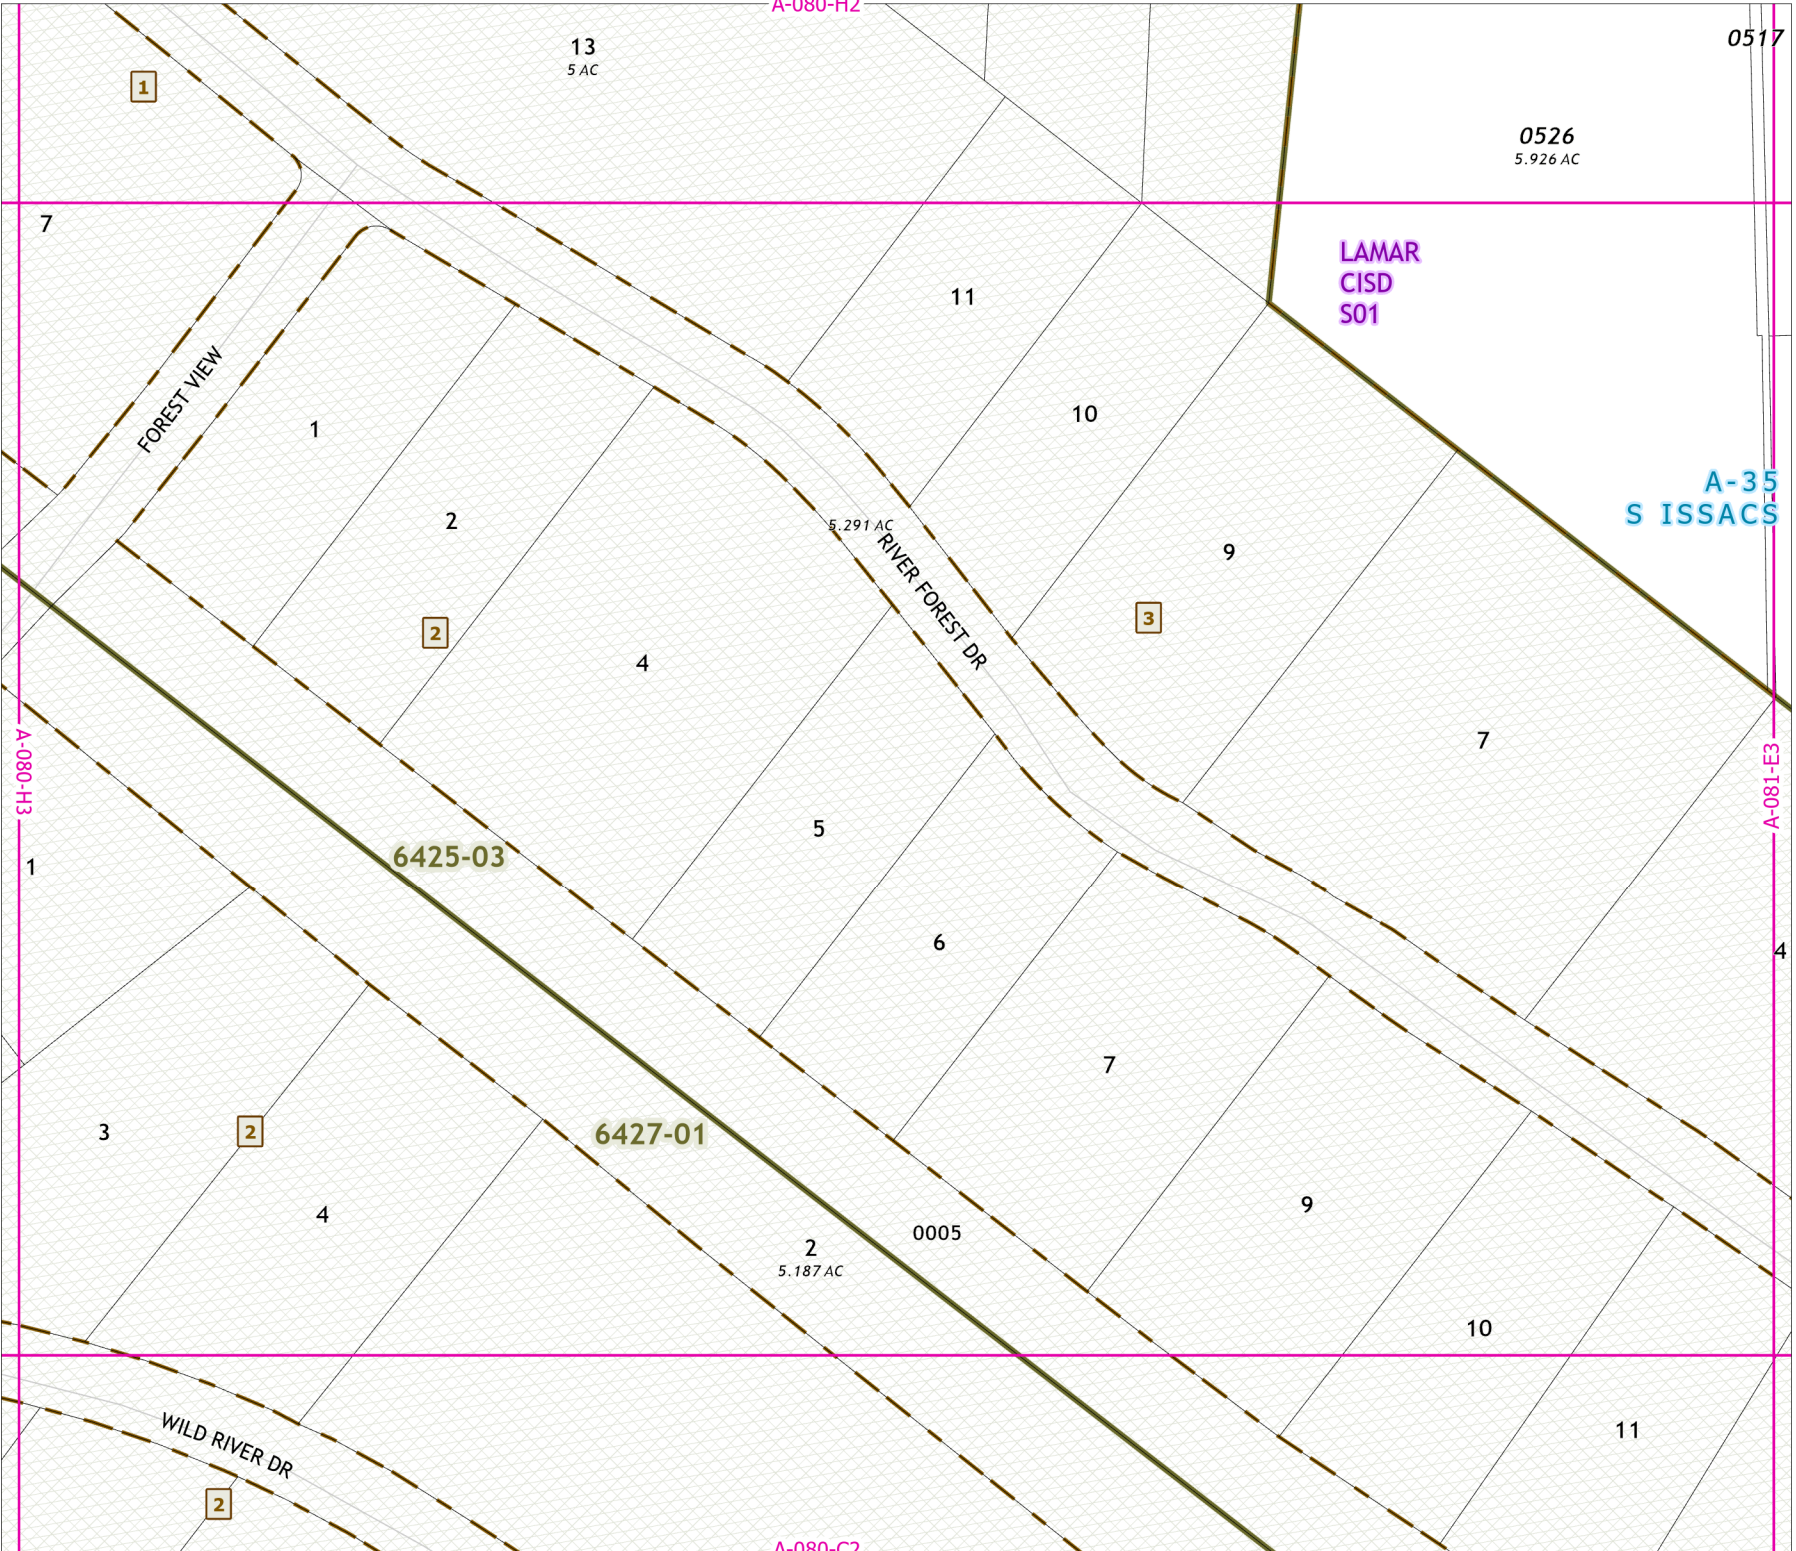 A-080-H2
0517
13
5 AC
1
0526
5.926 AC
7
LAMAR
CISD
S01
11
FOREST VIEW
10
1
A-35
S ISSACS
2
5.291 AC
RIVER FOREST DR
9
3
2
4
7
A-080-H3
A-081-E3
5
6425-03
1
6
4
7
3
2
6427-01
4
9
0005
2
5.187 AC
10
WILD RIVER DR
11
2
A-080-C2